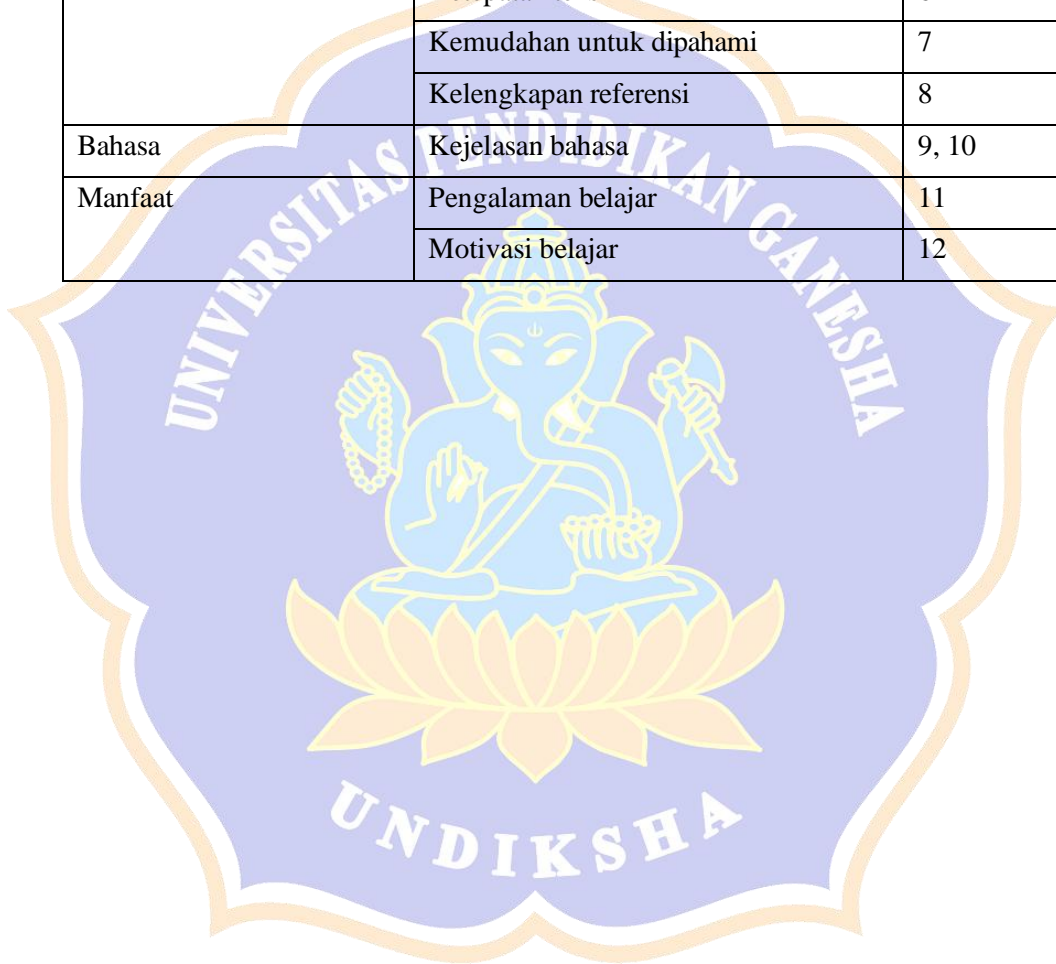 Kemudahan untuk dipahami 7
Kelengkapan referensi 8
Bahasa Kejelasan bahasa 9, 10
Manfaat Pengalaman belajar 11
Motivasi belajar 12
UNIVERSITAS PENDIDIKAN GANESHA
UNDIKSHA